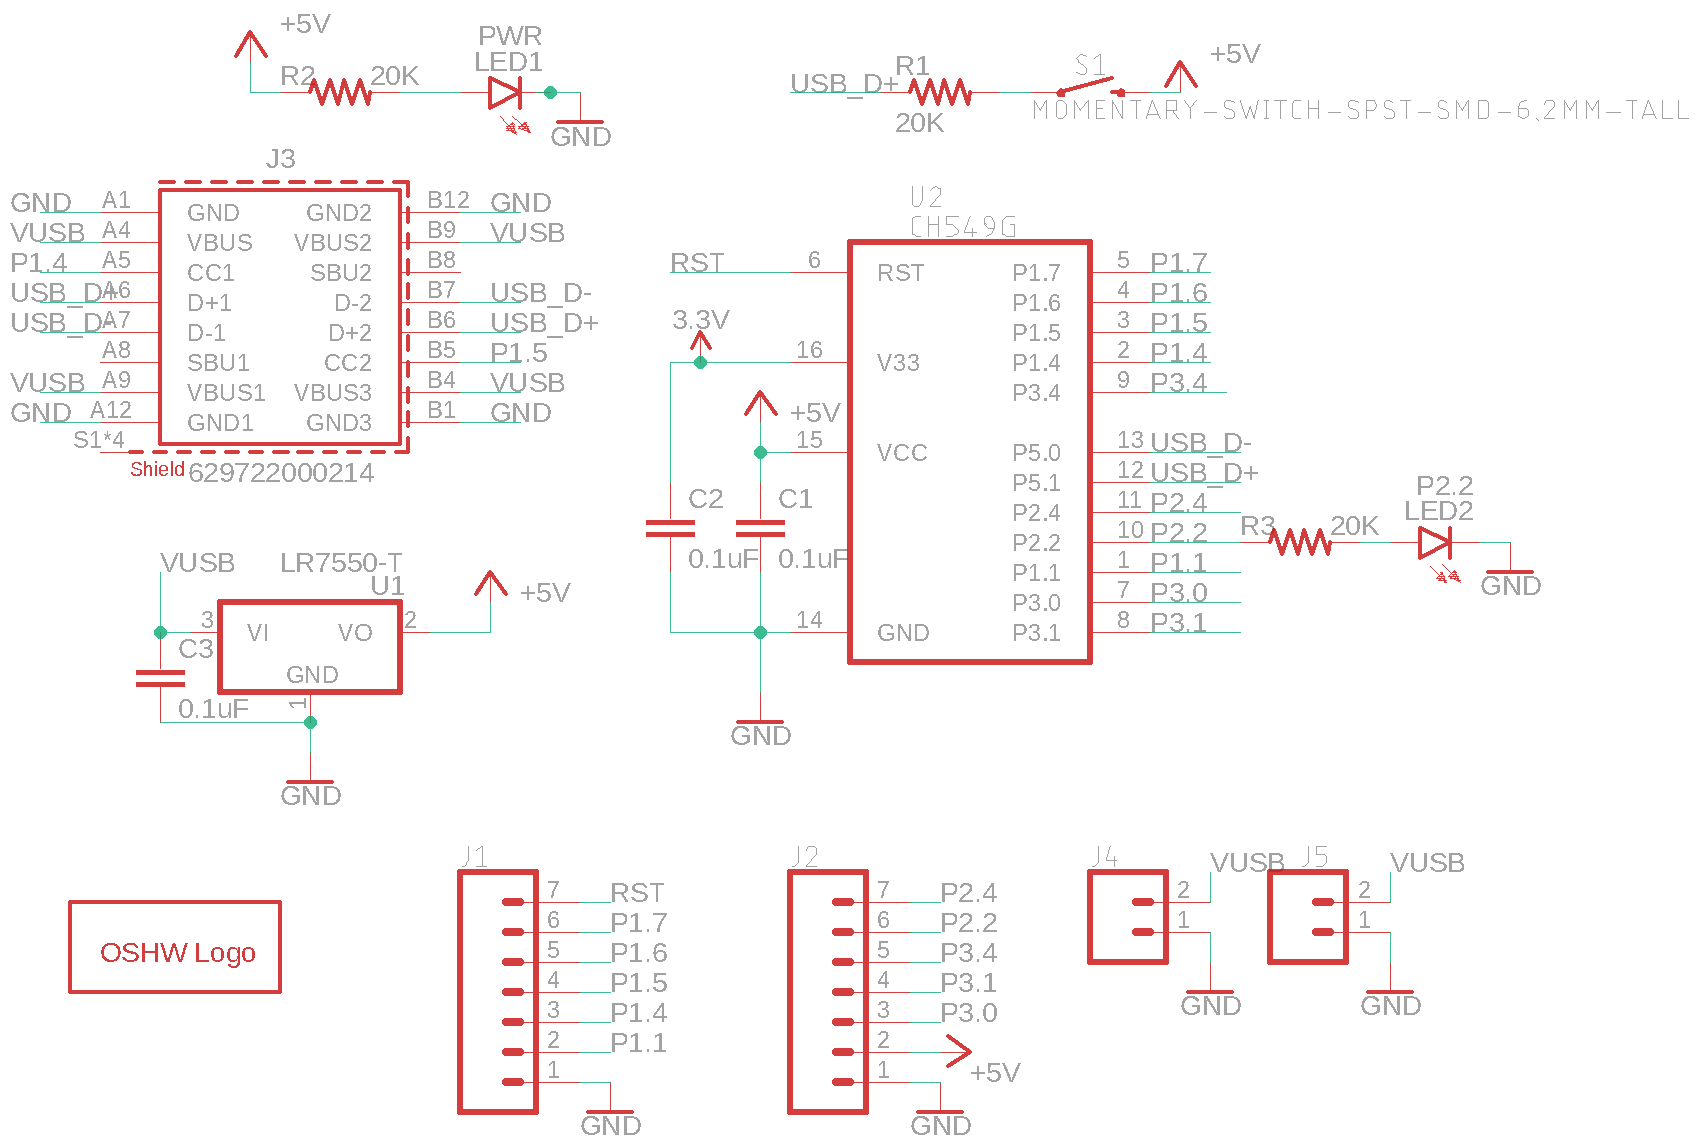 +5V
R2
20K
PWR
LED1
GND
USB_D+
R1
20K
S1
+5V
MOMENTARY-SWITCH-SPST-SMD-6.2MM-TALL
J3
GND A1 GND GND2 B12 GND
VUSB A4 VBUS VBUS2 B9 VUSB
P1.4 A5 CC1 SBU2 B8
USB_D+ A6 D+1 D-2 B7 USB_D-
USB_D- A7 D-1 D+2 B6 USB_D+
A8 SBU1 CC2 B5 P1.5
VUSB A9 VBUS1 VBUS3 B4 VUSB
GND A12 GND1 GND3 B1 GND
S1*4
Shield 629722000214
U2
CH549G
RST 6 RST P1.7 5 P1.7
P1.6 4 P1.6
3.3V
P1.5 3 P1.5
16 V33 P1.4 2 P1.4
P3.4 9 P3.4
+5V
15 VCC P5.0 13 USB_D-
P5.1 12 USB_D+
C2 C1 P2.4 11 P2.4
P2.2 10 P2.2 R3 20K
P2.2
LED2
GND
0.1uF 0.1uF P1.1 1 P1.1
P3.0 7 P3.0
14 GND P3.1 8 P3.1
GND
VUSB
LR7550-T
U1
+5V
3 VI VO 2
C3
GND
1
0.1uF
GND
OSHW Logo
J1
7 RST
6 P1.7
5 P1.6
4 P1.5
3 P1.4
2 P1.1
1
GND
J2
7 P2.4
6 P2.2
5 P3.4
4 P3.1
3 P3.0
2
+5V
1
GND
J4
VUSB
2
1
GND
J5
VUSB
2
1
GND